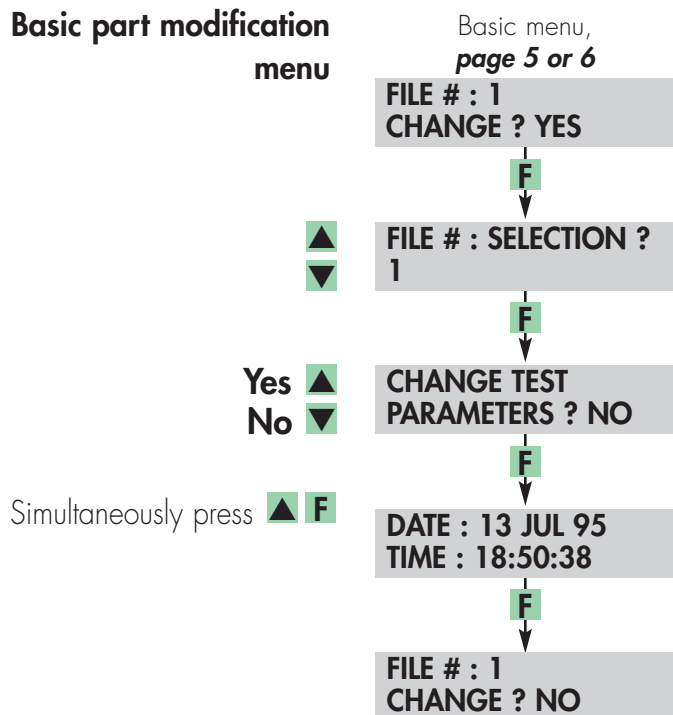 Basic part modification
menu
Basic menu,
page 5 or 6
FILE # : 1
CHANGE ? YES
F
▲
▼
FILE # : SELECTION ?
1
F
Yes ▲
No ▼
CHANGE TEST
PARAMETERS ? NO
F
Simultaneously press ▲ F
DATE : 13 JUL 95
TIME : 18:50:38
F
FILE # : 1
CHANGE ? NO